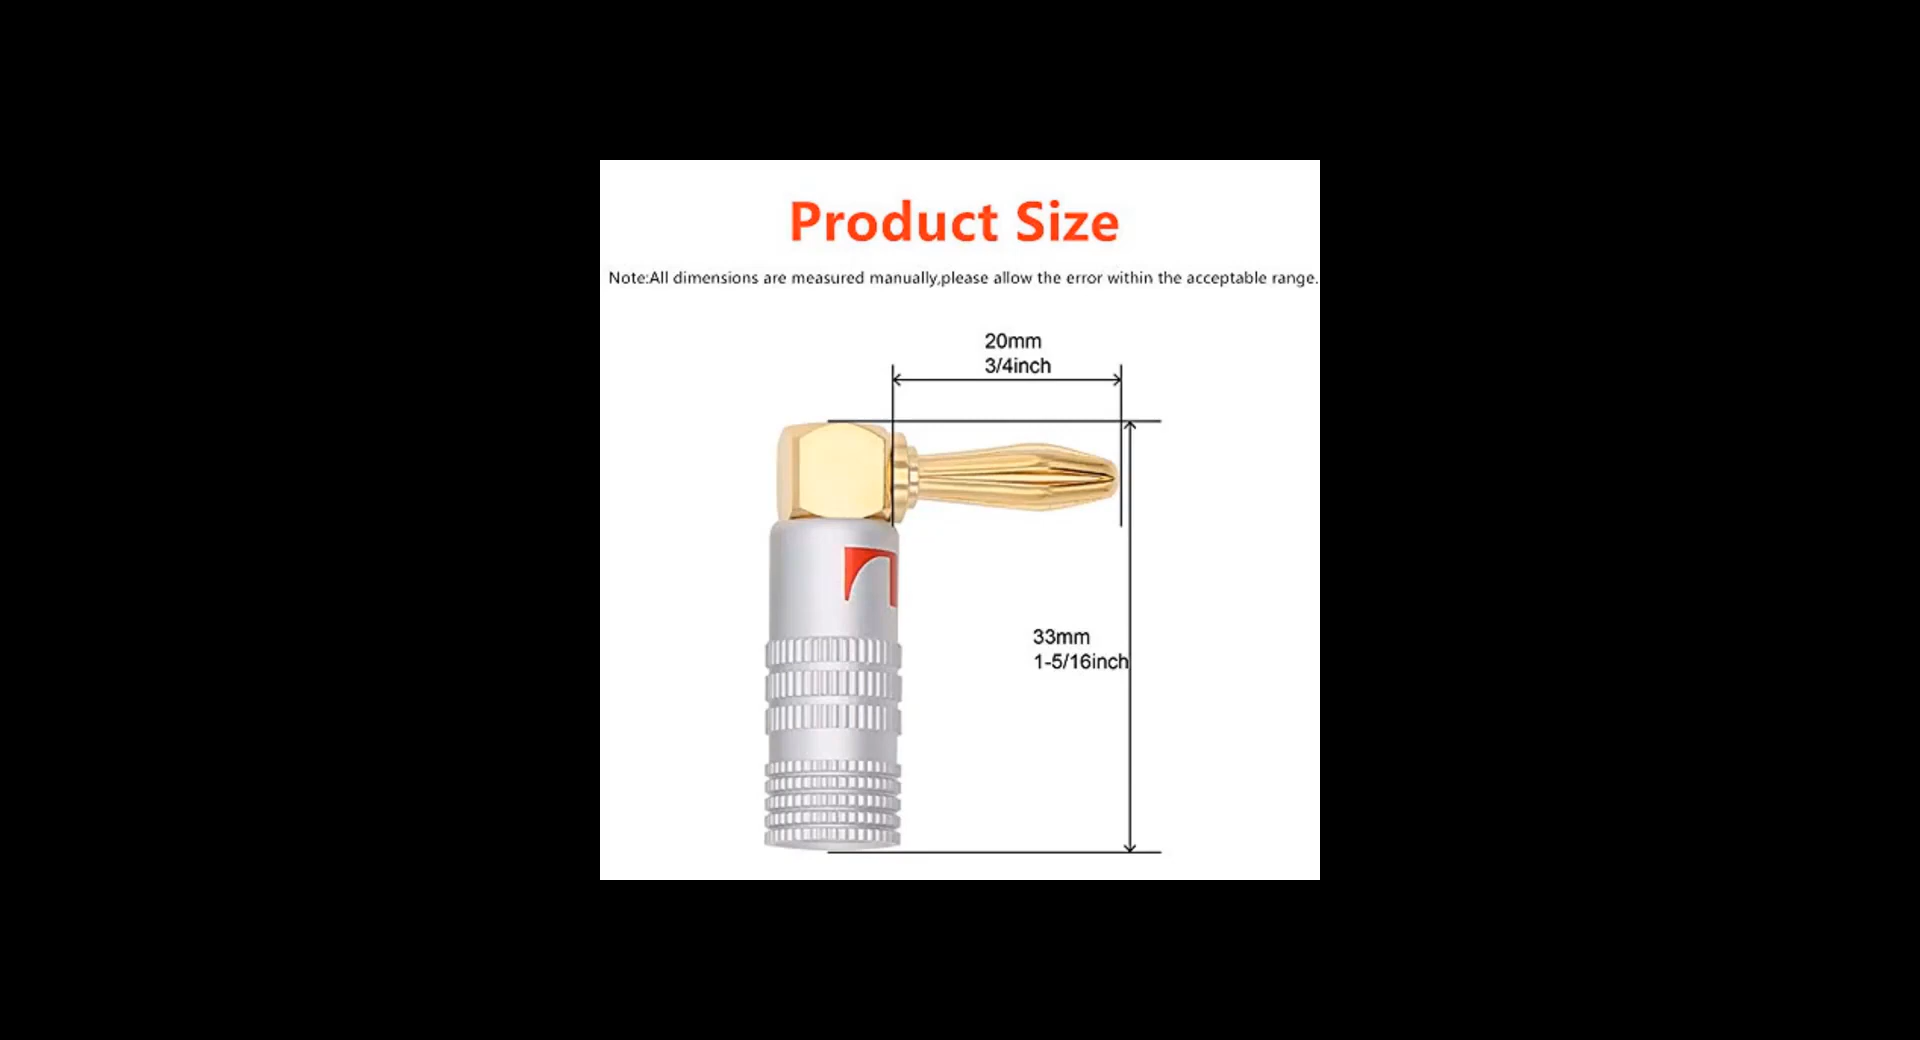 Product Size
Note:All dimensions are measured manually,please allow the error within the acceptable range.
20mm
3/4inch
33mm
1-5/16inch